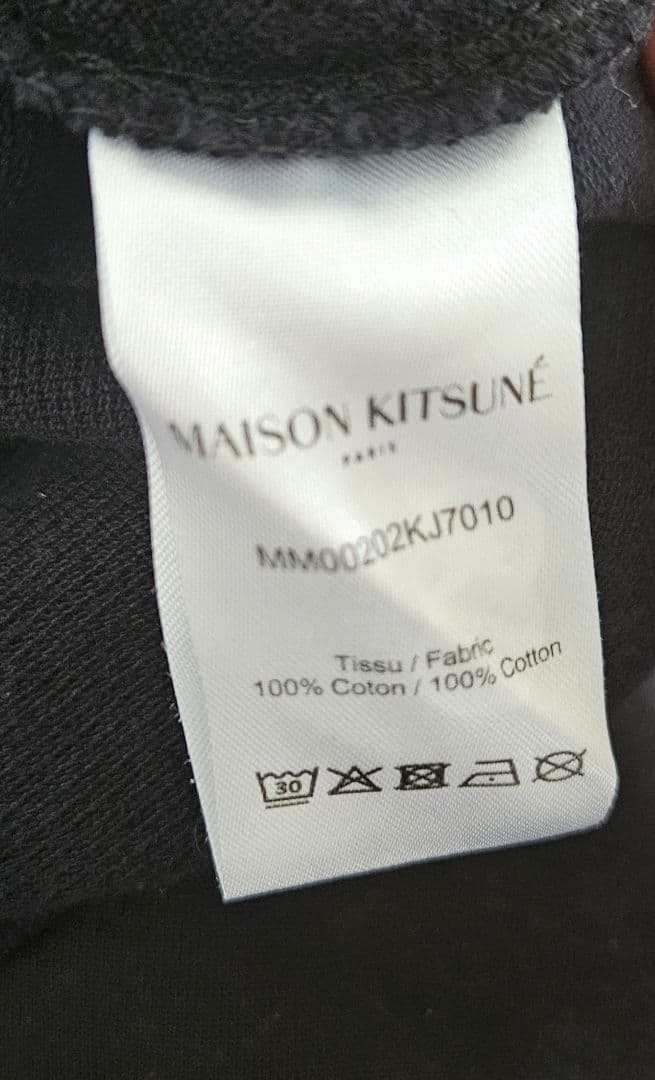 MAISON KITSUNÉ
PARIS
MM00202KJ7010
Tissu / Fabric
100% Coton / 100% Cotton
30